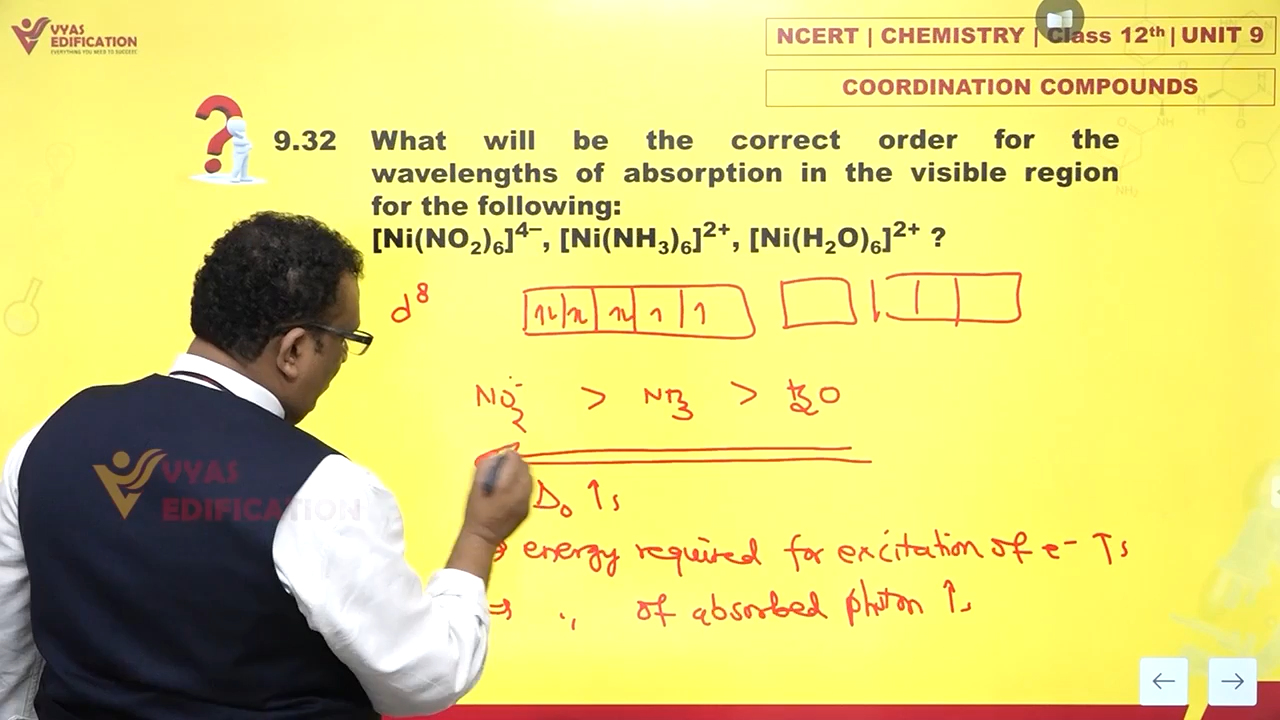 VYAS
EDIFICATION
EVERYTHING YOU NEED TO SUCCEED
NCERT | CHEMISTRY | Class 12th | UNIT 9
COORDINATION COMPOUNDS
9.32 What will be the correct order for the
wavelengths of absorption in the visible region
for the following:
[Ni(NO₂)₆]⁴⁻, [Ni(NH₃)₆]²⁺, [Ni(H₂O)₆]²⁺ ?
d⁸
NO₂⁻ > NH₃ > H₂O
Δ₀ ↑s
energy required for excitation of e⁻ ↑s
⇒ ,, of absorbed photon ↑s
VYAS
EDIFICATION